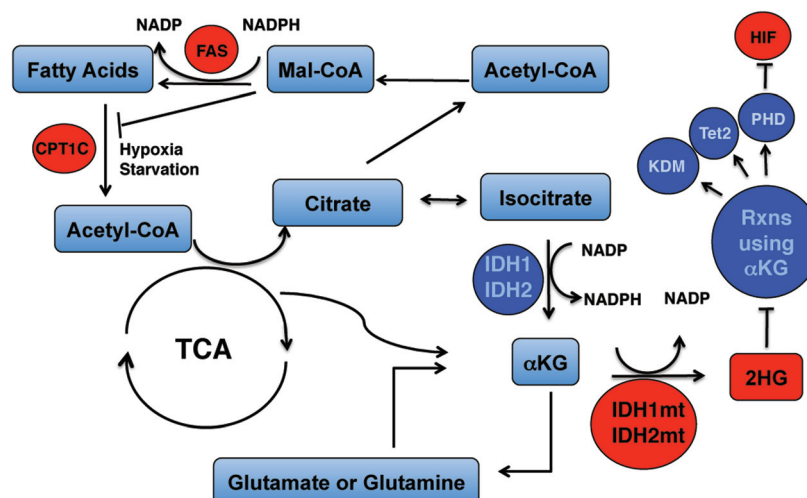 NADP
NADPH
FAS
HIF
Fatty Acids
Mal-CoA
Acetyl-CoA
PHD
Tet2
KDM
CPT1C
Hypoxia
Starvation
Citrate
Isocitrate
Rxns
using
αKG
Acetyl-CoA
IDH1
IDH2
NADP
NADPH
NADP
TCA
αKG
2HG
IDH1mt
IDH2mt
Glutamate or Glutamine